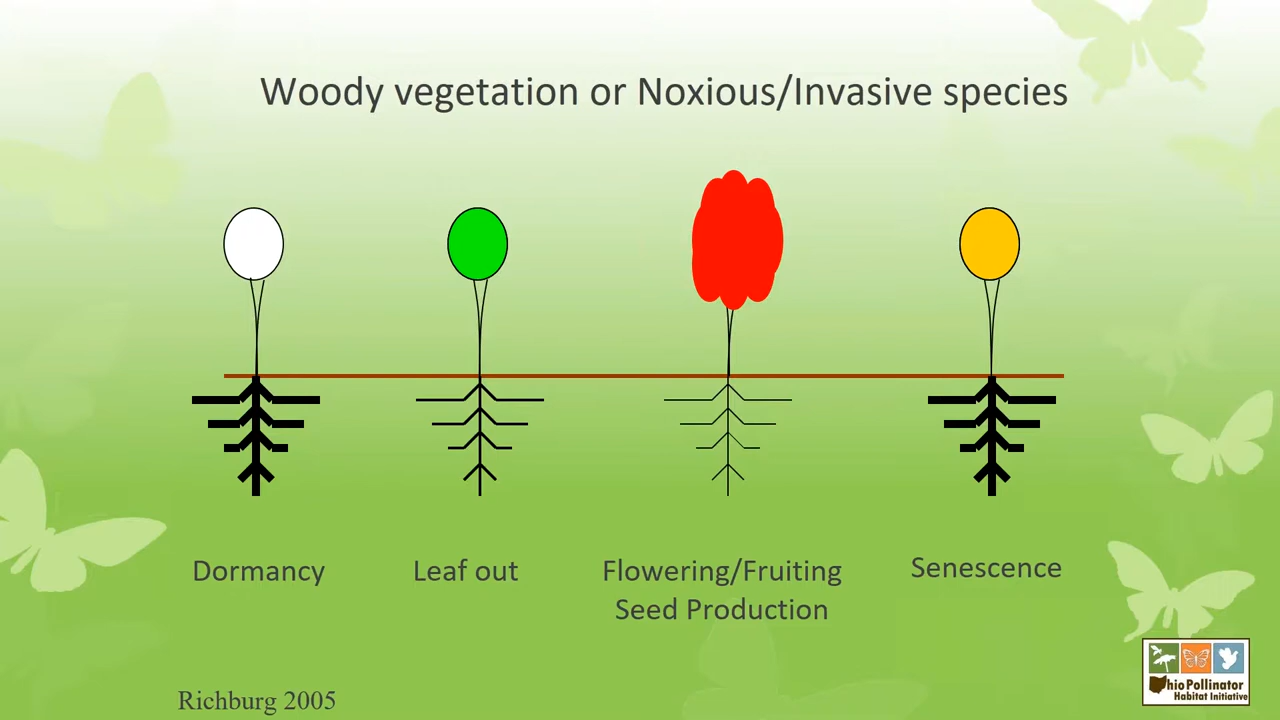 Woody vegetation or Noxious/Invasive species
Dormancy
Leaf out
Flowering/Fruiting
Seed Production
Senescence
Richburg 2005
hio Pollinator
Habitat Initiative